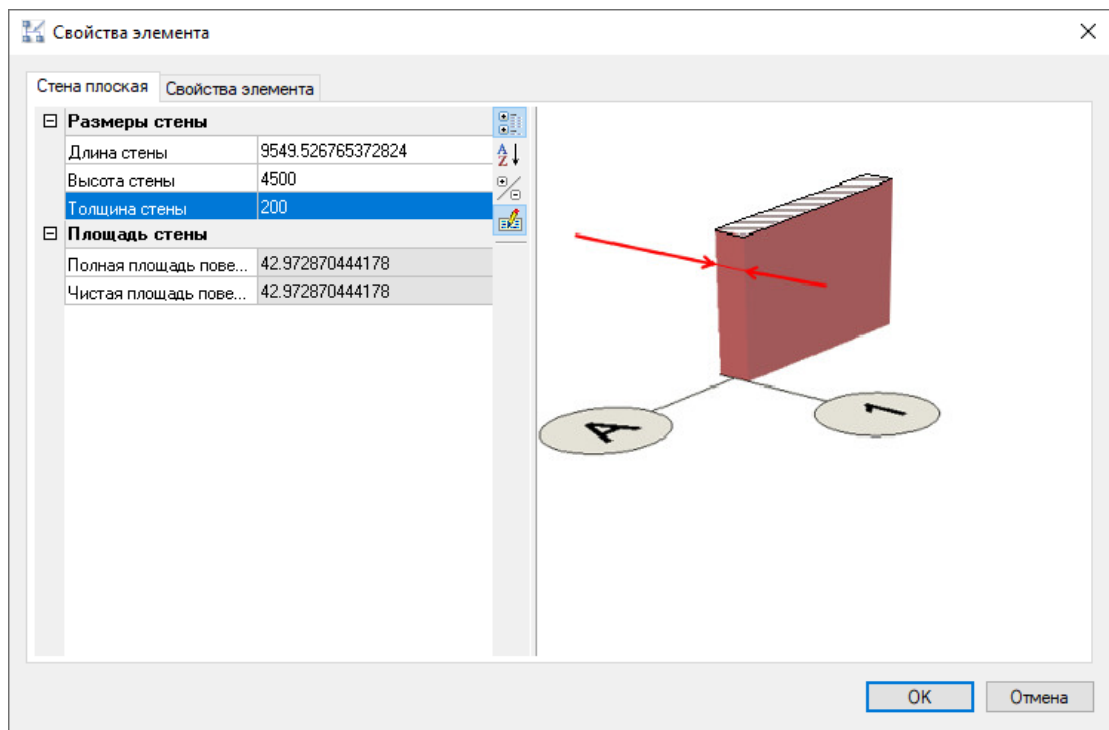 Свойства элемента
Стена плоская Свойства элемента
Размеры стены
Длина стены 9549.526765372824
Высота стены 4500
Толщина стены 200
Площадь стены
Полная площадь пове... 42.972870444178
Чистая площадь пове... 42.972870444178
A
1
OK Отмена